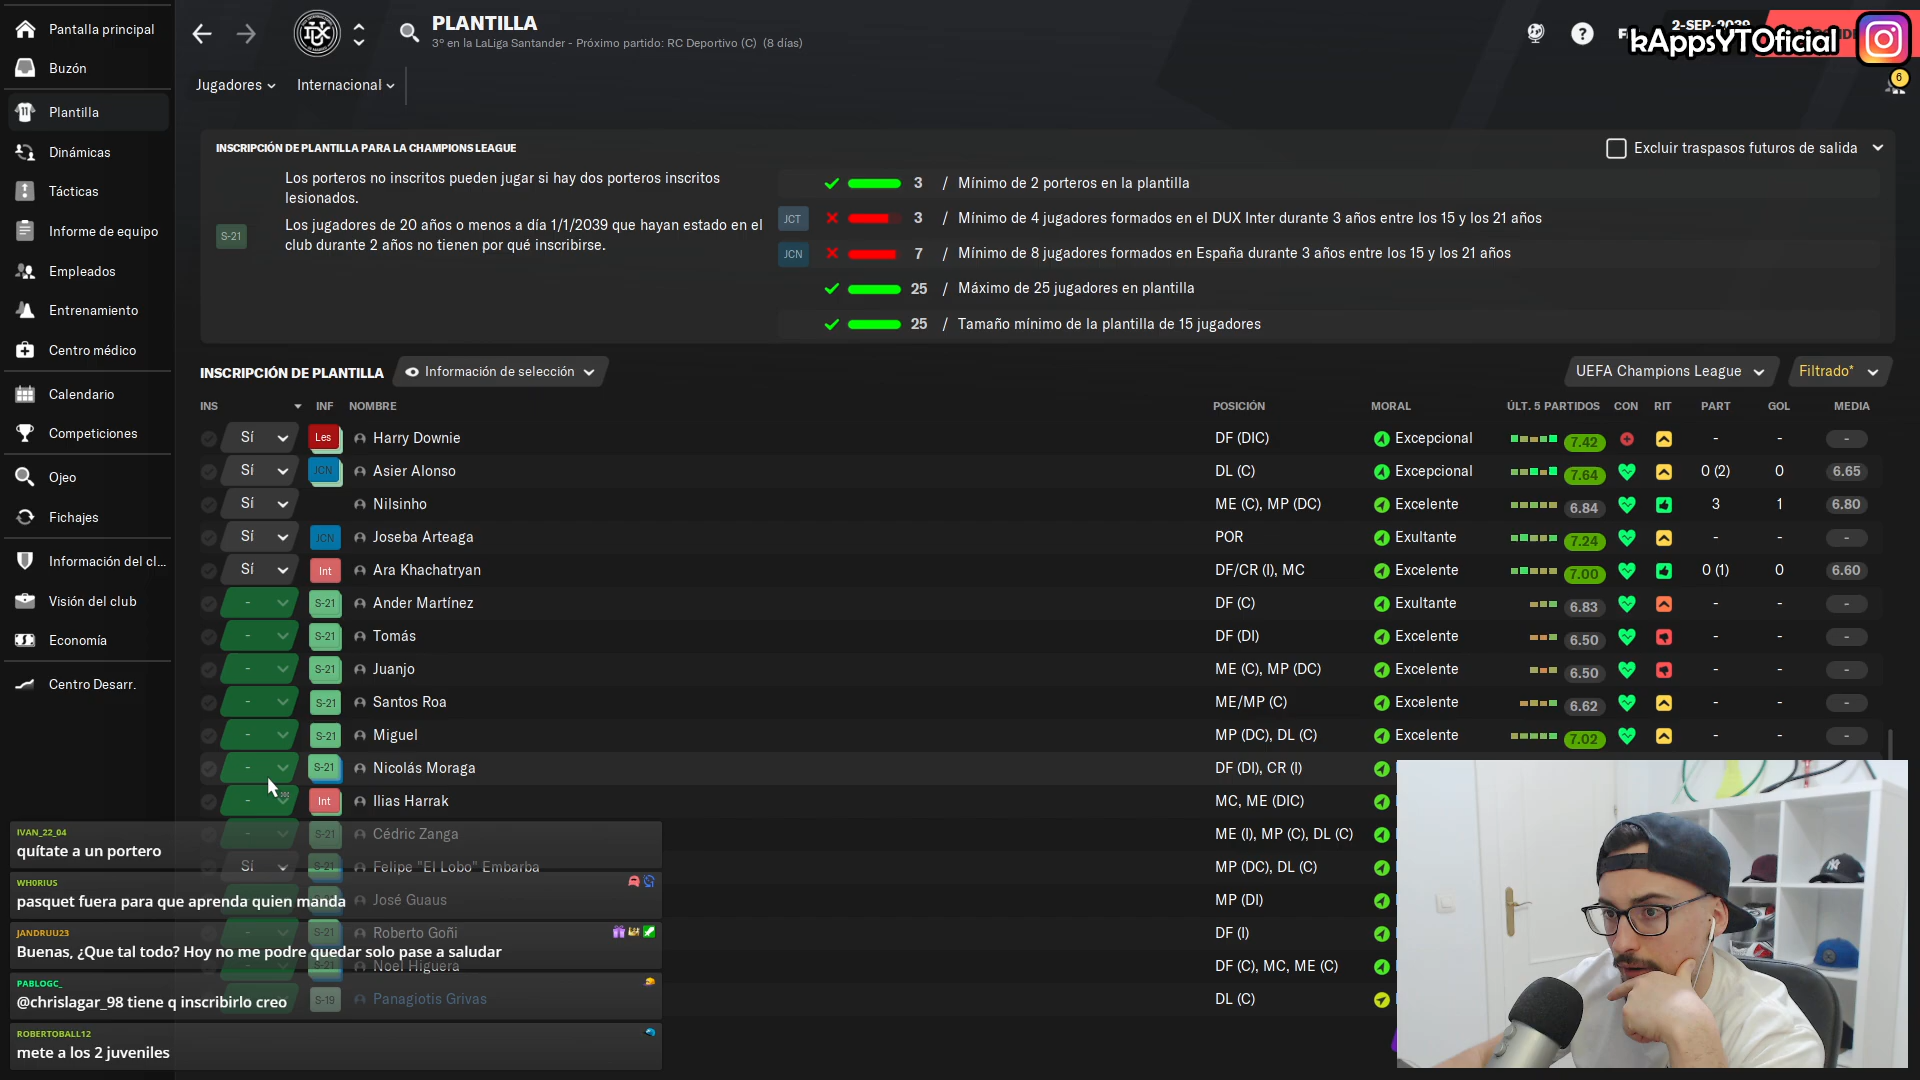 Pantalla principal
Buzón
Plantilla
Dinámicas
Tácticas
Informe de equipo
Empleados
Entrenamiento
Centro médico
Calendario
Competiciones
Ojeo
Fichajes
Información del cl...
Visión del club
Economía
Centro Desarr.
PLANTILLA
3º en la LaLiga Santander - Próximo partido: RC Deportivo (C) (8 días)
2-SEP-2039
kAppsYTOficial
6
Jugadores
Internacional
INSCRIPCIÓN DE PLANTILLA PARA LA CHAMPIONS LEAGUE
Excluir traspasos futuros de salida
Los porteros no inscritos pueden jugar si hay dos porteros inscritos
lesionados.
S-21
Los jugadores de 20 años o menos a día 1/1/2039 que hayan estado en el
club durante 2 años no tienen por qué inscribirse.
3 / Mínimo de 2 porteros en la plantilla
JCT 3 / Mínimo de 4 jugadores formados en el DUX Inter durante 3 años entre los 15 y los 21 años
JCN 7 / Mínimo de 8 jugadores formados en España durante 3 años entre los 15 y los 21 años
25 / Máximo de 25 jugadores en plantilla
25 / Tamaño mínimo de la plantilla de 15 jugadores
INSCRIPCIÓN DE PLANTILLA
Información de selección
UEFA Champions League
Filtrado*
INS INF NOMBRE POSICIÓN MORAL ÚLT. 5 PARTIDOS CON RIT PART GOL MEDIA
Sí Les Harry Downie DF (DIC) Excepcional 7.42 - - -
Sí JCN Asier Alonso DL (C) Excepcional 7.64 0 (2) 0 6.65
Sí Nilsinho ME (C), MP (DC) Excelente 6.84 3 1 6.80
Sí JCN Joseba Arteaga POR Exultante 7.24 - - -
Sí Int Ara Khachatryan DF/CR (I), MC Excelente 7.00 0 (1) 0 6.60
- S-21 Ander Martínez DF (C) Exultante 6.83 - - -
- S-21 Tomás DF (DI) Excelente 6.50 - - -
- S-21 Juanjo ME (C), MP (DC) Excelente 6.50 - - -
- S-21 Santos Roa ME/MP (C) Excelente 6.62 - - -
- S-21 Miguel MP (DC), DL (C) Excelente 7.02 - - -
- S-21 Nicolás Moraga DF (DI), CR (I)
- Int Ilias Harrak MC, ME (DIC)
- S-21 Cédric Zanga ME (I), MP (C), DL (C)
Sí S-21 Felipe "El Lobo" Embarba MP (DC), DL (C)
José Guaus MP (DI)
- S-21 Roberto Goñi DF (I)
Noel Higuera DF (C), MC, ME (C)
S-19 Panagiotis Grivas DL (C)
IVAN_22_04
quítate a un portero
WH0RIUS
pasquet fuera para que aprenda quien manda
JANDRUU23
Buenas, ¿Que tal todo? Hoy no me podre quedar solo pase a saludar
PABLOGC_
@chrislagar_98 tiene q inscribirlo creo
ROBERTOBALL12
mete a los 2 juveniles